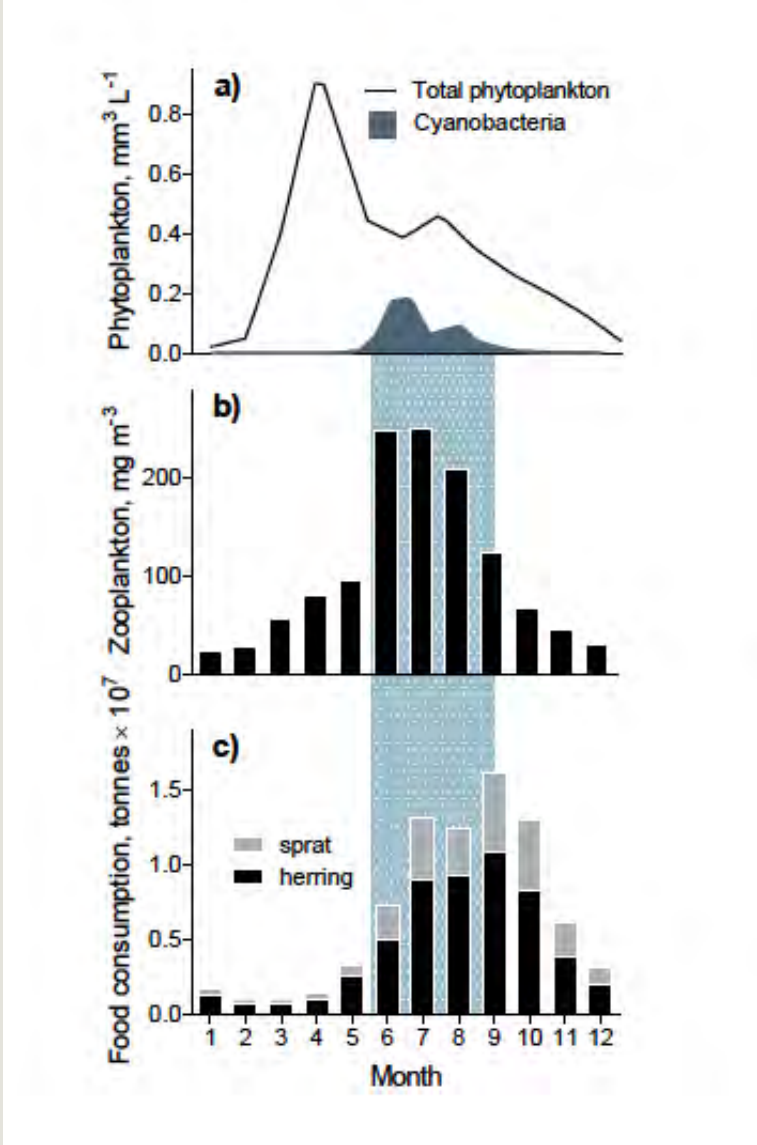 a)
Total phytoplankton
Cyanobacteria
Phytoplankton, mm³ L⁻¹
0.8
0.6
0.4
0.2
0.0
b)
Zooplankton, mg m⁻³
200
100
0
c)
Food consumption, tonnes × 10⁷
1.5
1.0
0.5
0.0
sprat
herring
1 2 3 4 5 6 7 8 9 10 11 12
Month